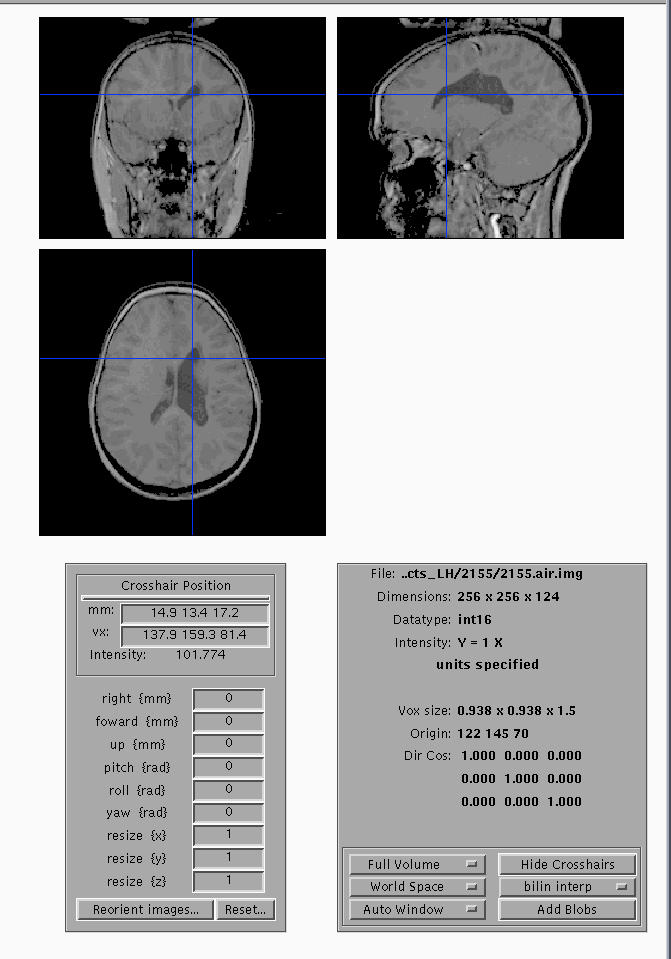 Crosshair Position
mm: 14.9 13.4 17.2
vx: 137.9 159.3 81.4
Intensity: 101.774
right {mm} 0
foward {mm} 0
up {mm} 0
pitch {rad} 0
roll {rad} 0
yaw {rad} 0
resize {x} 1
resize {y} 1
resize {z} 1
Reorient images... Reset...
File: ..cts_LH/2155/2155.air.img
Dimensions: 256 x 256 x 124
Datatype: int16
Intensity: Y = 1 X
units specified
Vox size: 0.938 x 0.938 x 1.5
Origin: 122 145 70
Dir Cos: 1.000 0.000 0.000
0.000 1.000 0.000
0.000 0.000 1.000
Full Volume Hide Crosshairs
World Space bilin interp
Auto Window Add Blobs